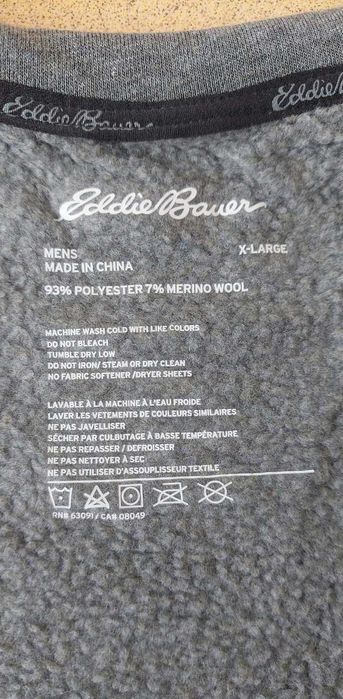 Eddie Bauer
Eddie Bauer
Eddie Bauer
MENS X-LARGE
MADE IN CHINA
93% POLYESTER 7% MERINO WOOL
MACHINE WASH COLD WITH LIKE COLORS
DO NOT BLEACH
TUMBLE DRY LOW
DO NOT IRON/ STEAM OR DRY CLEAN
NO FABRIC SOFTENER /DRYER SHEETS
LAVABLE À LA MACHINE À L'EAU FROIDE
LAVER LES VETEMENTS DE COULEURS SIMILAIRES
NE PAS JAVELLISER
SÉCHER PAR CULBUTAGE À BASSE TEMPÉRATURE
NE PAS REPASSER / DEFROISSER
NE PAS NETTOYER À SEC
NE PAS UTILISER D'ASSOUPLISEUR TEXTILE
RN# 63091 / CA# 08049